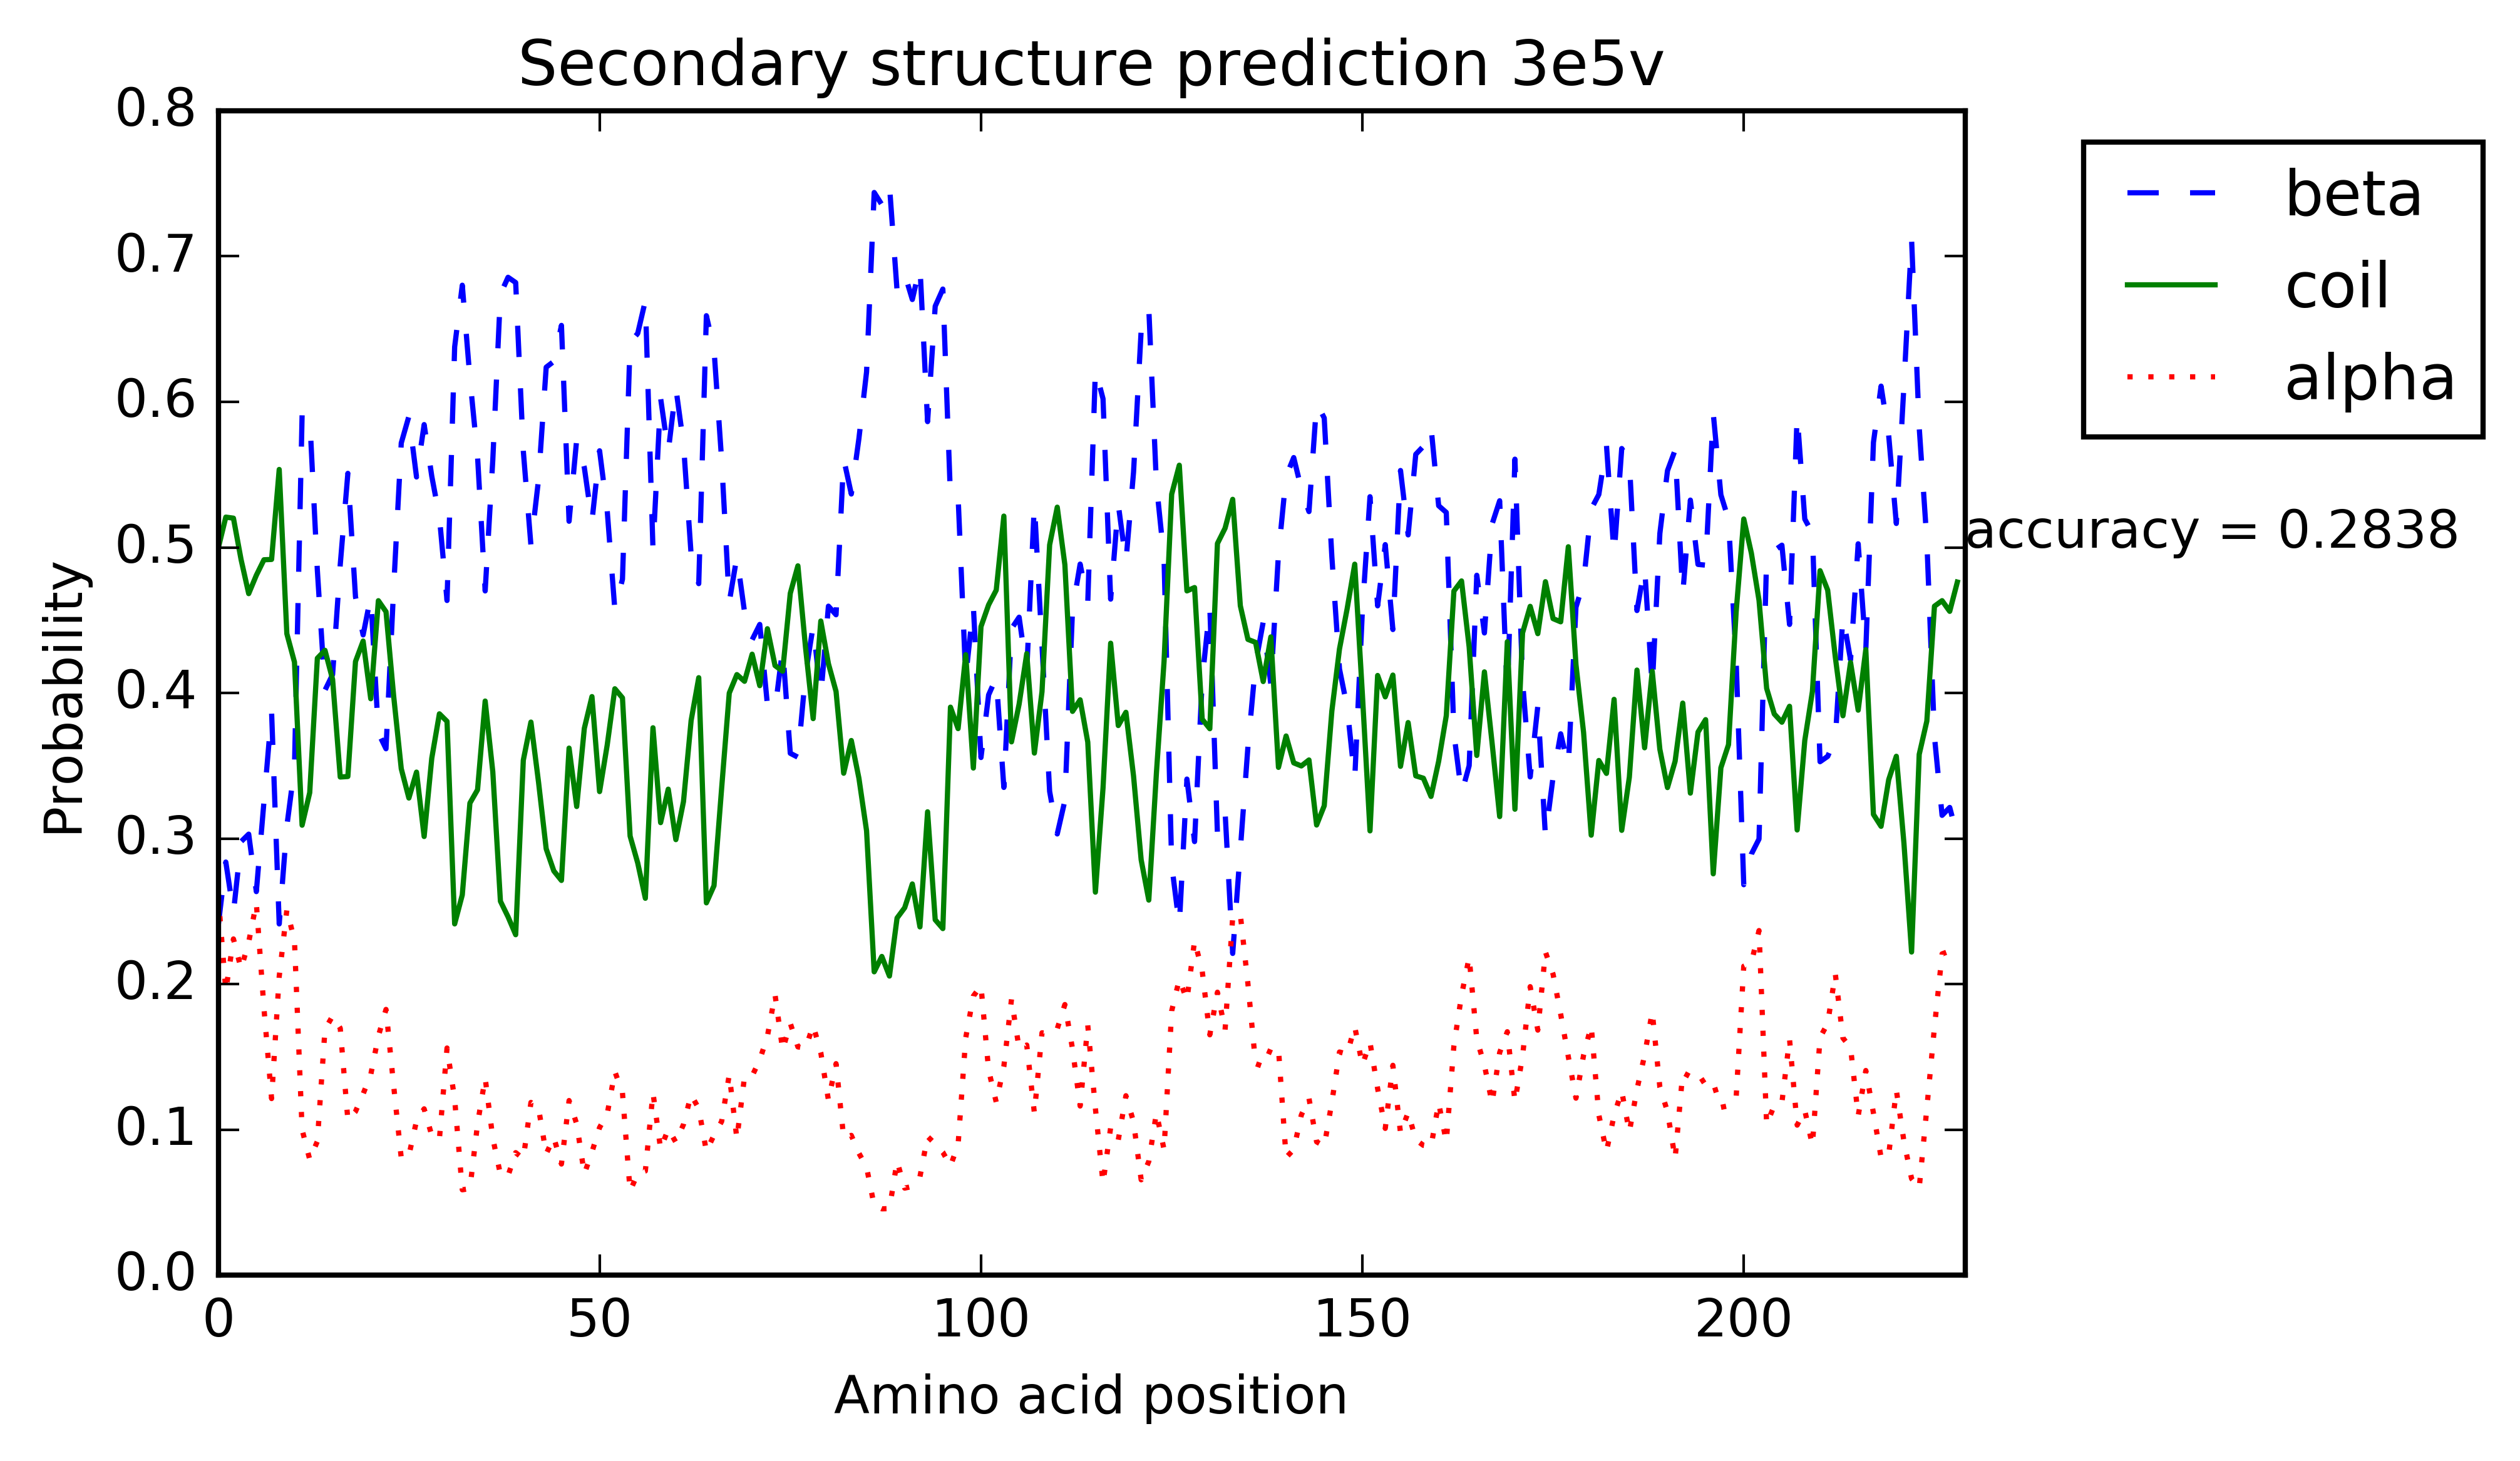 Secondary structure prediction 3e5v
0.8
0.7
0.6
0.5
0.4
0.3
0.2
0.1
0.0
Probability
0
50
100
150
200
Amino acid position
beta
coil
alpha
accuracy = 0.2838